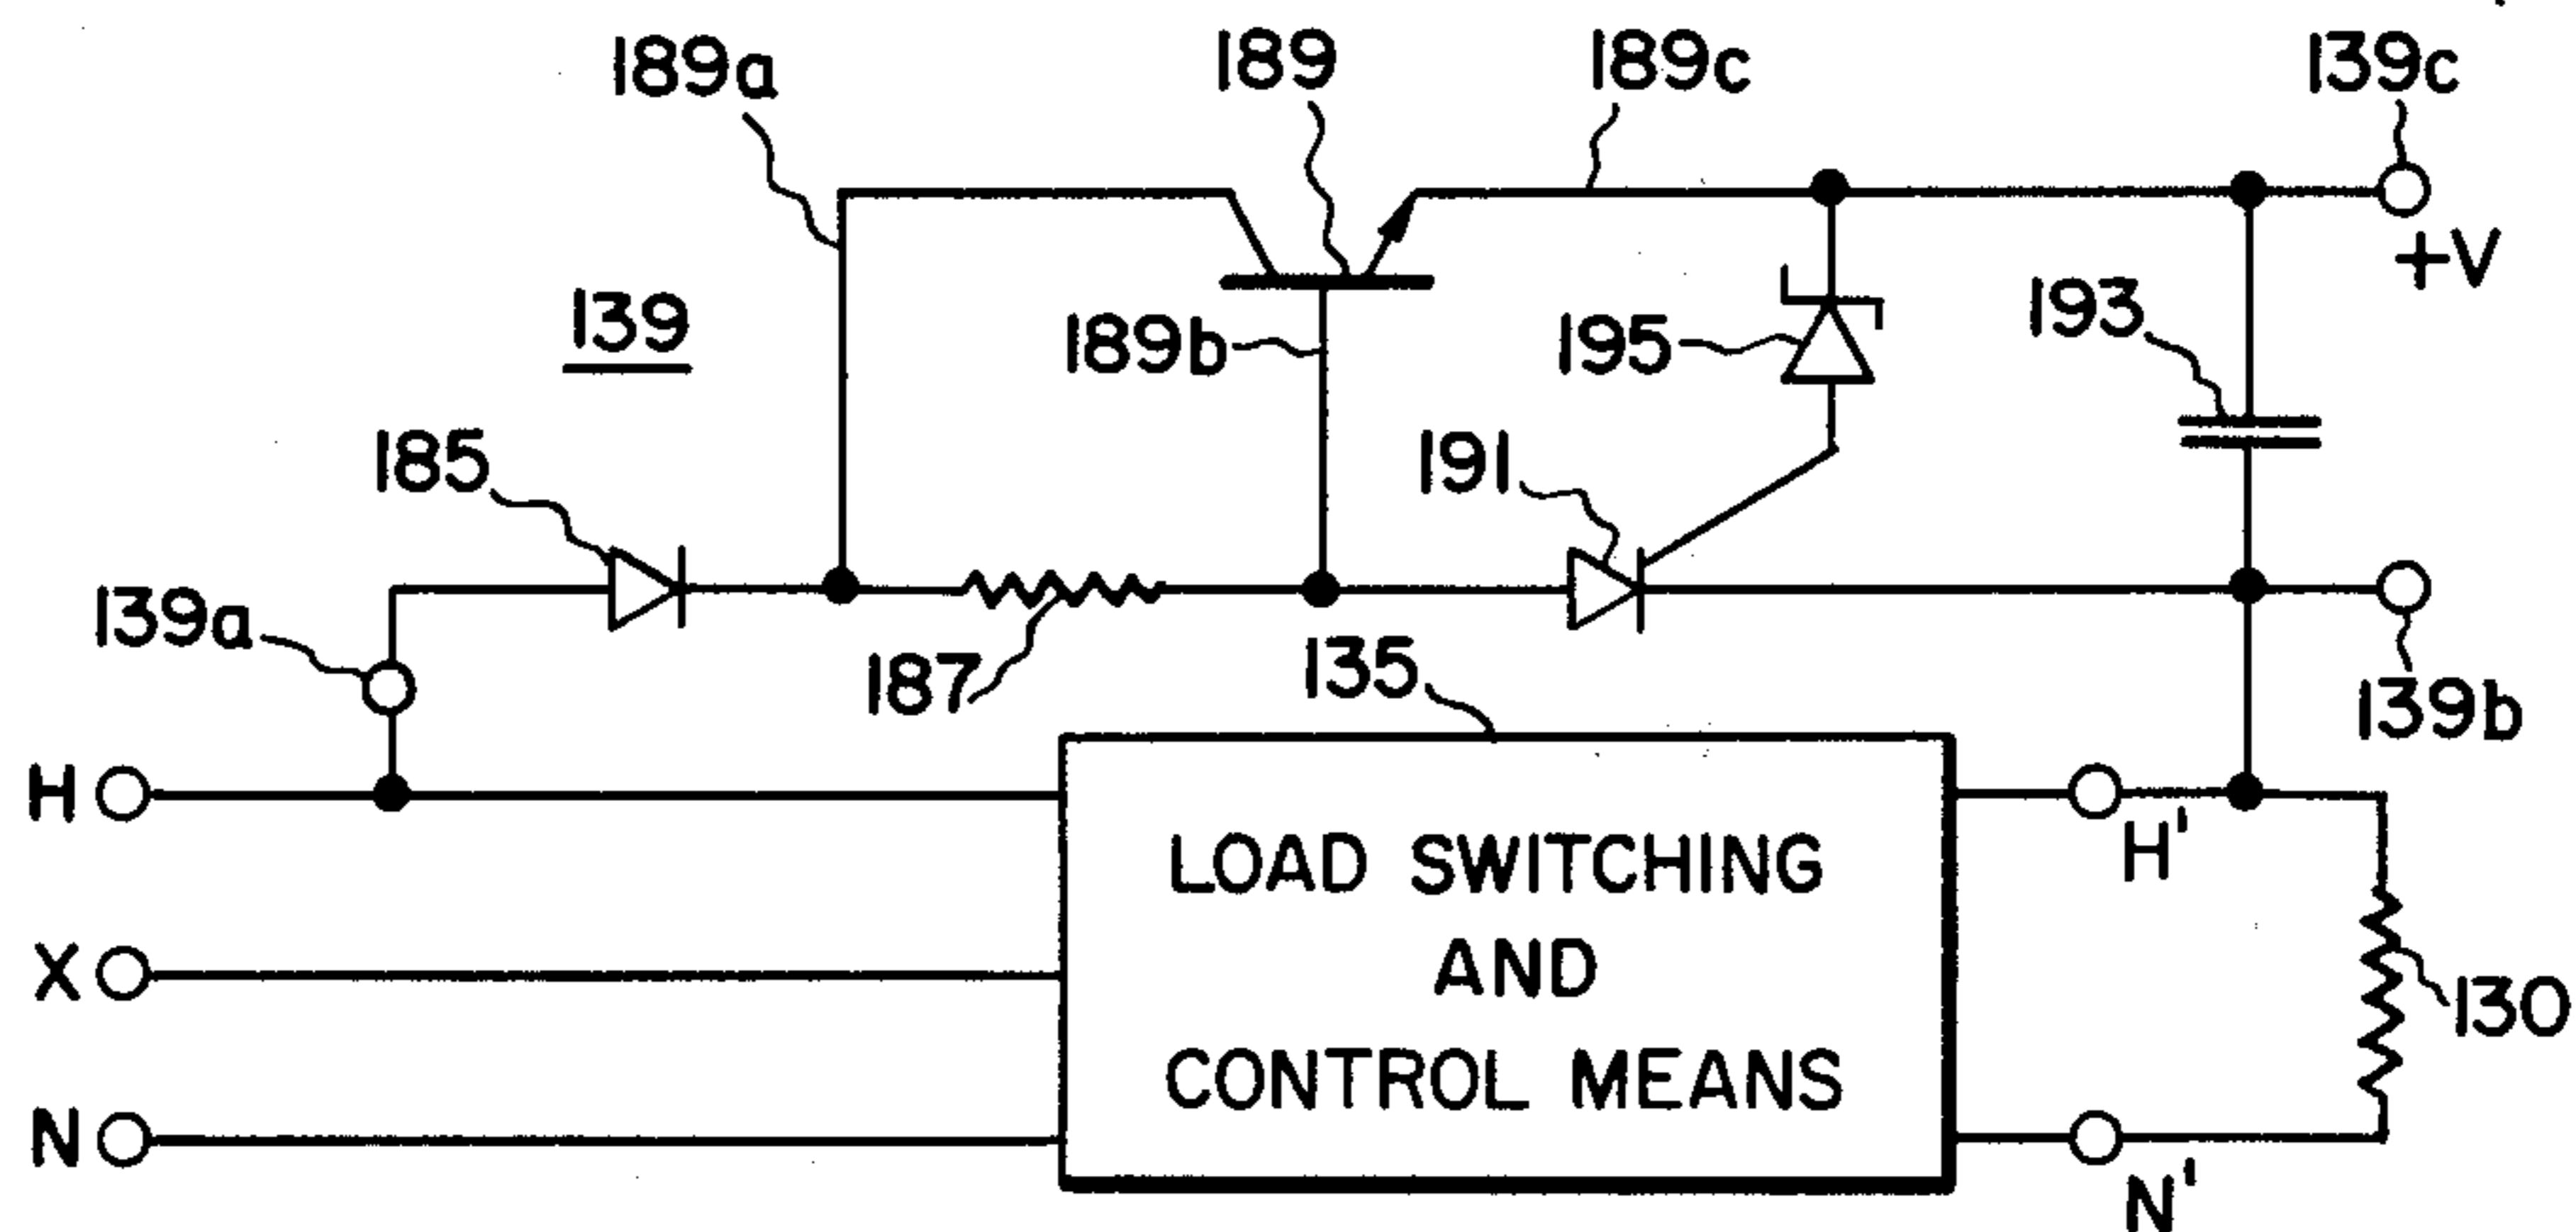 189a 189 189c 139c
+V
139 189b 195 193
185 191
139a 187 135 139b
H H'
LOAD SWITCHING
X AND 130
CONTROL MEANS
N N'